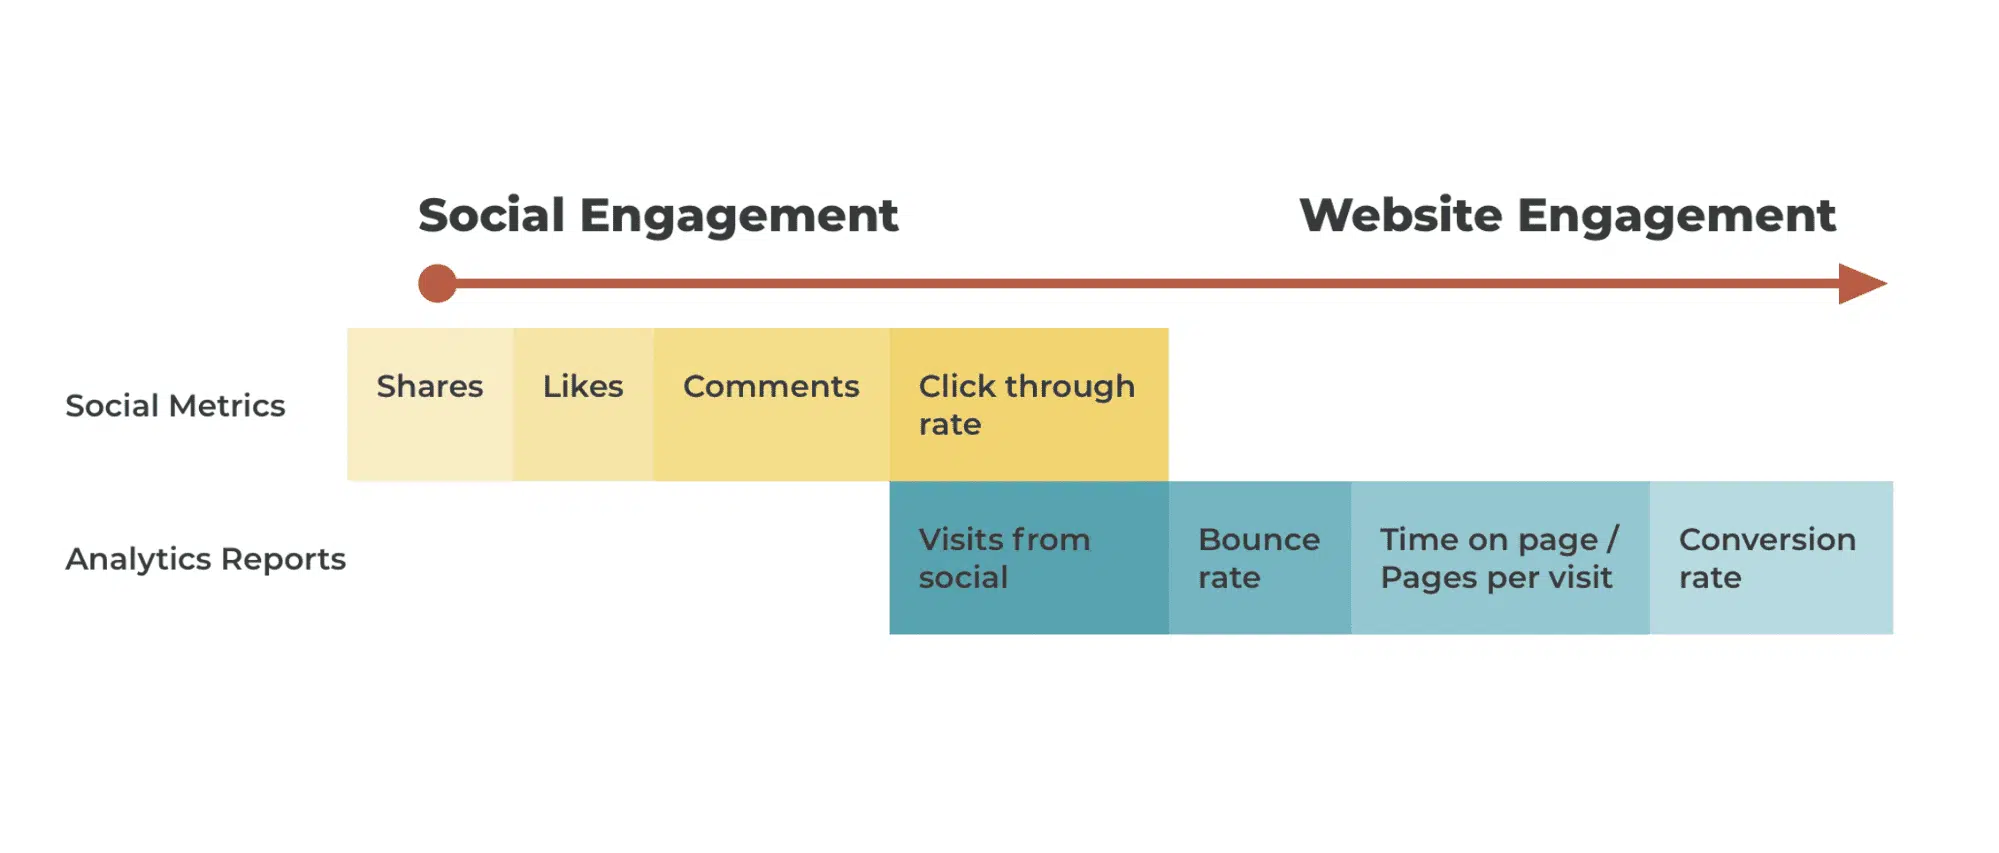 Social Engagement
Website Engagement
Social Metrics
Shares
Likes
Comments
Click through
rate
Analytics Reports
Visits from
social
Bounce
rate
Time on page /
Pages per visit
Conversion
rate